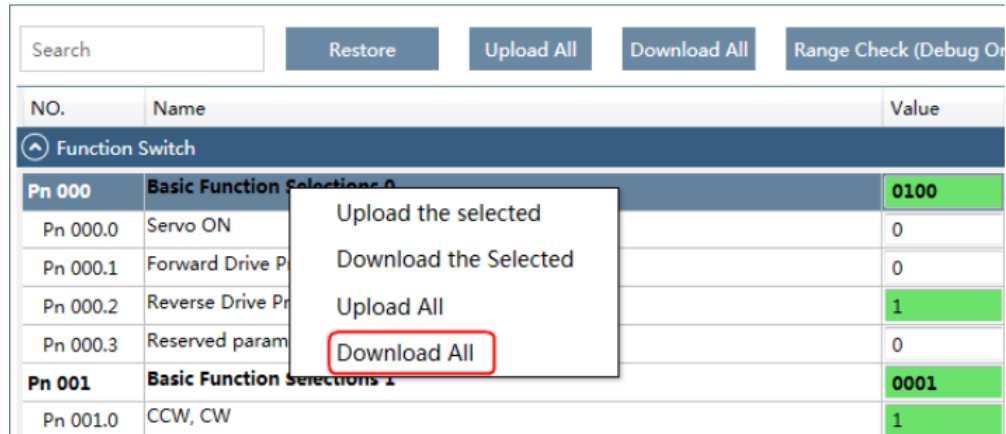 Search Restore Upload All Download All Range Check (Debug
NO. Name Value
Function Switch
Pn 000 Basic Function Selections 0 0100
Upload the selected
Pn 000.0 Servo ON 0
Download the Selected
Pn 000.1 Forward Drive 0
Upload All
Pn 000.2 Reverse Drive 1
Download All
Pn 000.3 Reserved 0
Pn 001 Basic Function Selections 1 0001
Pn 001.0 CCW, CW 1